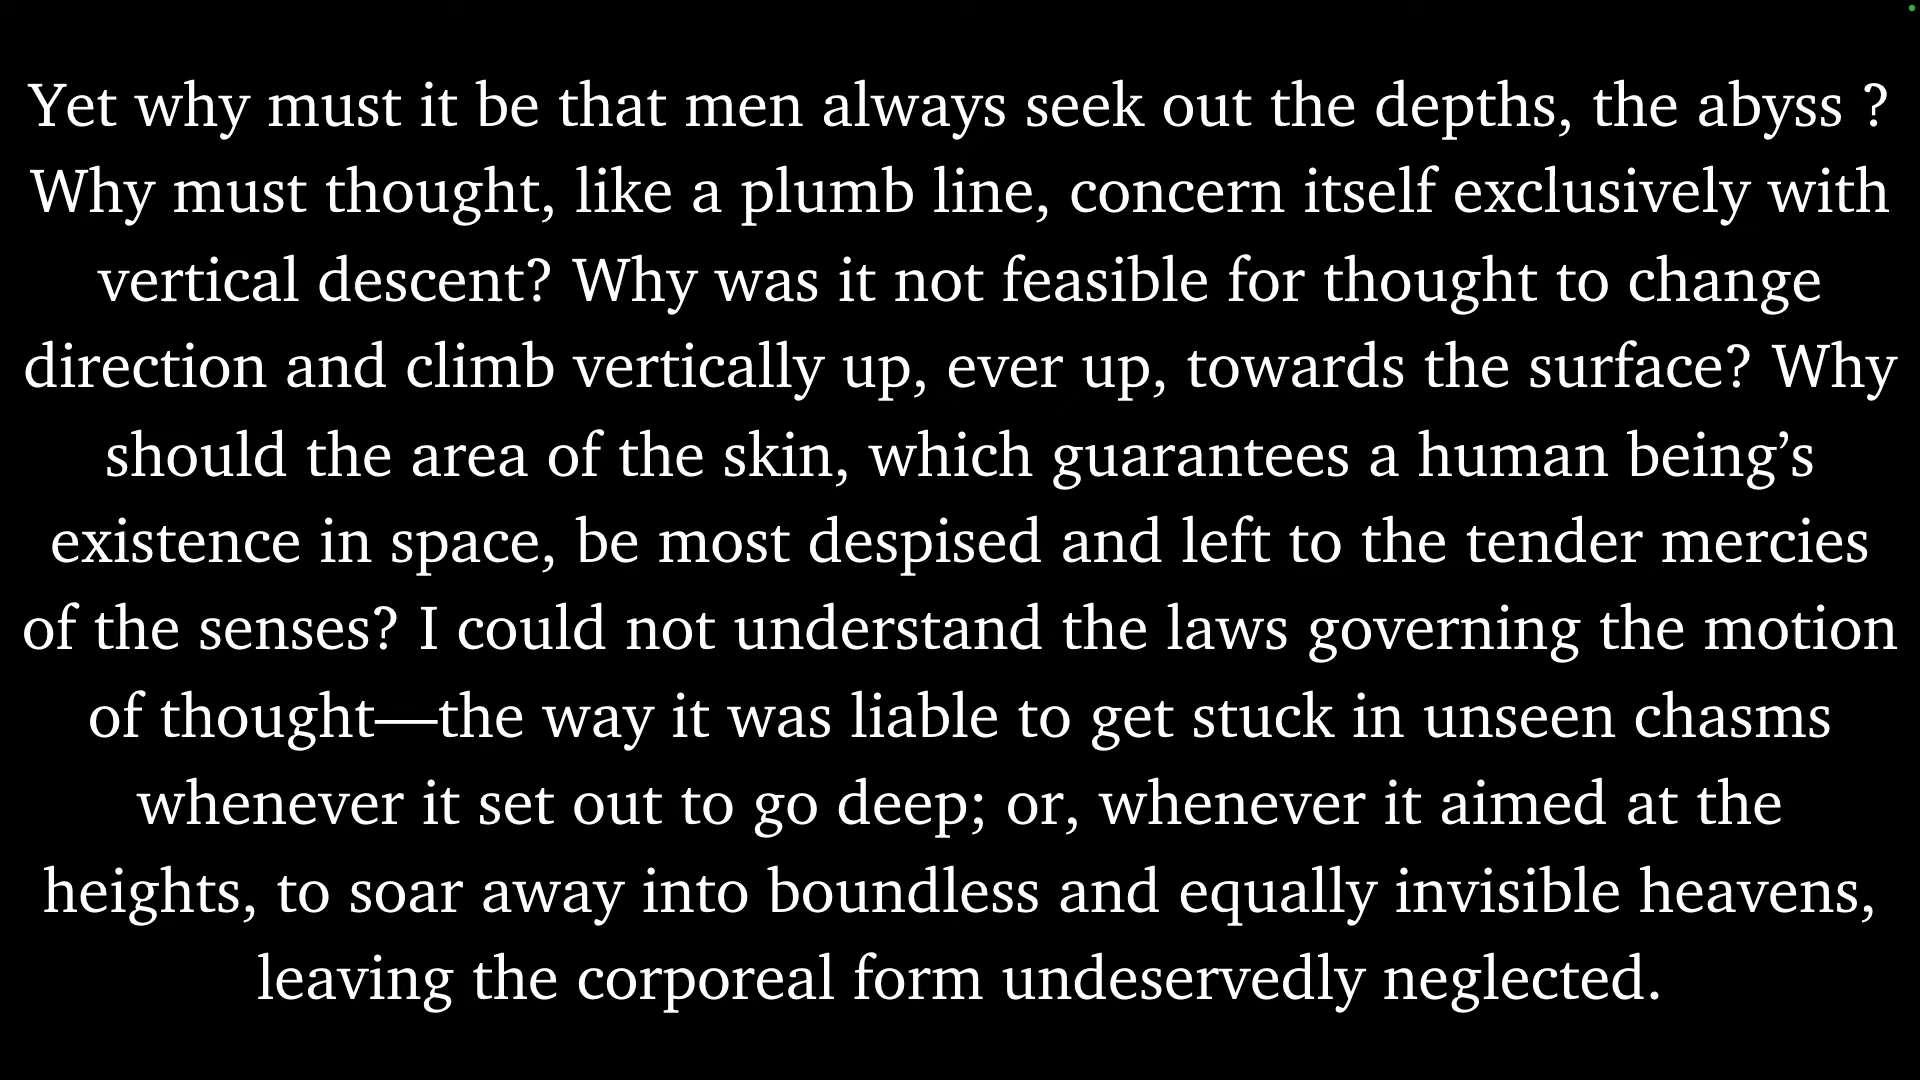 Yet why must it be that men always seek out the depths, the abyss ?
Why must thought, like a plumb line, concern itself exclusively with
vertical descent? Why was it not feasible for thought to change
direction and climb vertically up, ever up, towards the surface? Why
should the area of the skin, which guarantees a human being’s
existence in space, be most despised and left to the tender mercies
of the senses? I could not understand the laws governing the motion
of thought—the way it was liable to get stuck in unseen chasms
whenever it set out to go deep; or, whenever it aimed at the
heights, to soar away into boundless and equally invisible heavens,
leaving the corporeal form undeservedly neglected.